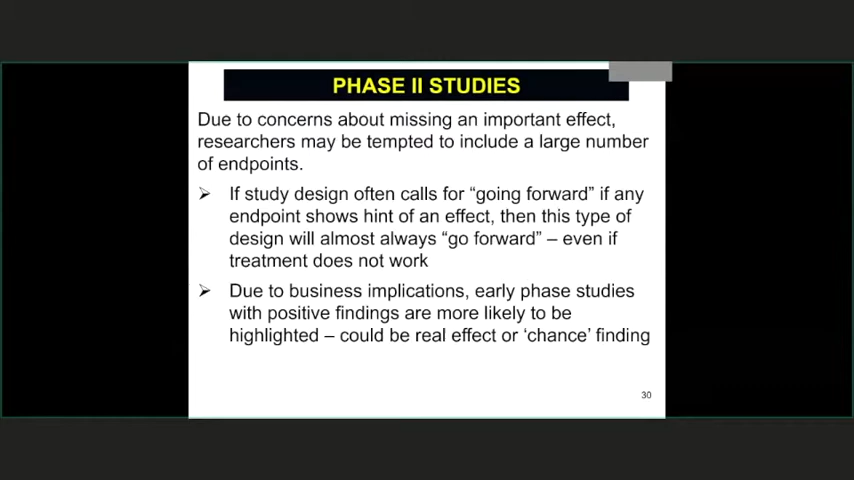 PHASE II STUDIES
Due to concerns about missing an important effect,
researchers may be tempted to include a large number
of endpoints.
➢ If study design often calls for “going forward” if any
endpoint shows hint of an effect, then this type of
design will almost always “go forward” – even if
treatment does not work
➢ Due to business implications, early phase studies
with positive findings are more likely to be
highlighted – could be real effect or ‘chance’ finding
30